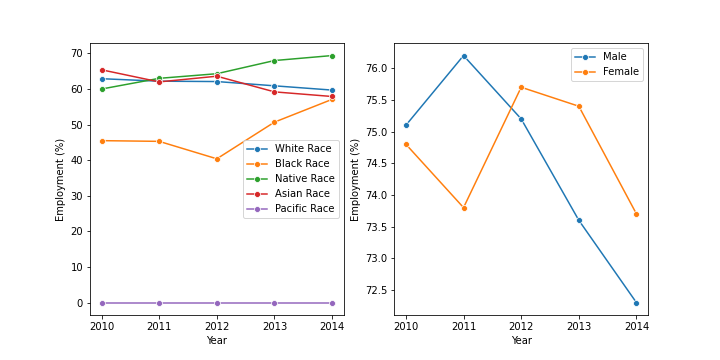 70
60
50
40
30
20
10
0
Employment (%)
2010 2011 2012 2013 2014
Year
White Race
Black Race
Native Race
Asian Race
Pacific Race
76.0
75.5
75.0
74.5
74.0
73.5
73.0
72.5
Employment (%)
2010 2011 2012 2013 2014
Year
Male
Female